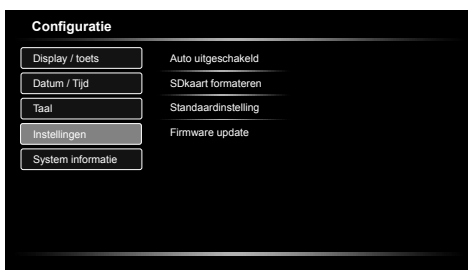 Configuratie
Display / toets
Auto uitgeschakeld
Datum / Tijd
SDkaart formateren
Taal
Standaardinstelling
Instellingen
Firmware update
System informatie